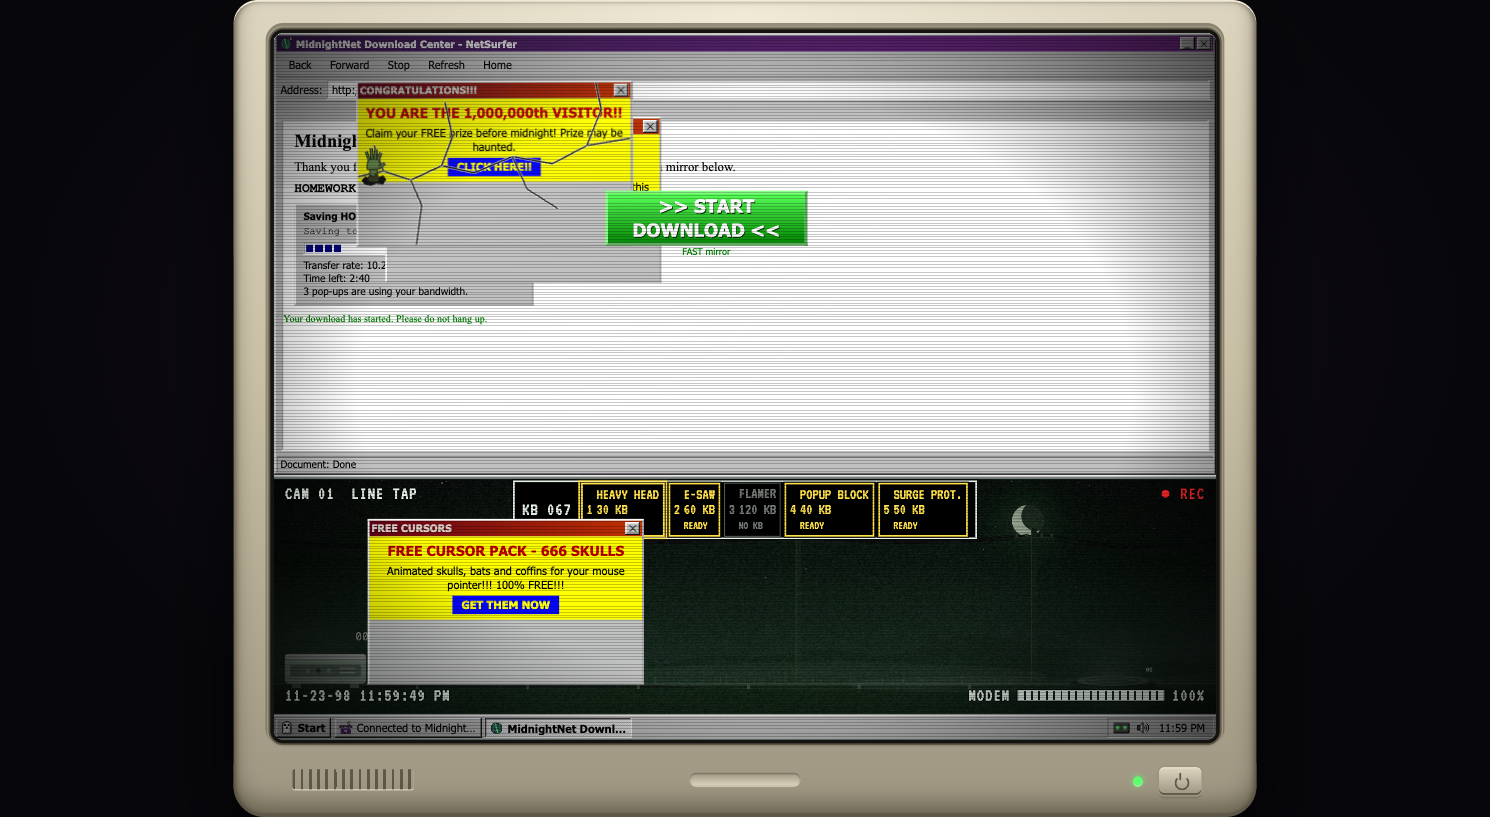 MidnightNet Download Center - NetSurfer
Back Forward Stop Refresh Home
Address: http:
CONGRATULATIONS!!!
YOU ARE THE 1,000,000th VISITOR!!
Claim your FREE prize before midnight! Prize may be
haunted.
CLICK HERE!!
Thank you mirror below.
HOMEWORK this
>> START
DOWNLOAD <<
FAST mirror
Saving HO
Saving to
Transfer rate: 10.2
Time left: 2:40
3 pop-ups are using your bandwidth.
Your download has started. Please do not hang up.
Document: Done
CAM 01 LINE TAP
KB 067
HEAVY HEAD
1 30 KB
E-SAW
2 60 KB
READY
FLAMER
3 120 KB
NO KB
POPUP BLOCK
4 40 KB
READY
SURGE PROT.
5 50 KB
READY
REC
FREE CURSORS
FREE CURSOR PACK - 666 SKULLS
Animated skulls, bats and coffins for your mouse
pointer!!! 100% FREE!!!
GET THEM NOW
00
11-23-98 11:59:49 PM
MODEM 100%
Start Connected to Midnight... MidnightNet Downl... 11:59 PM